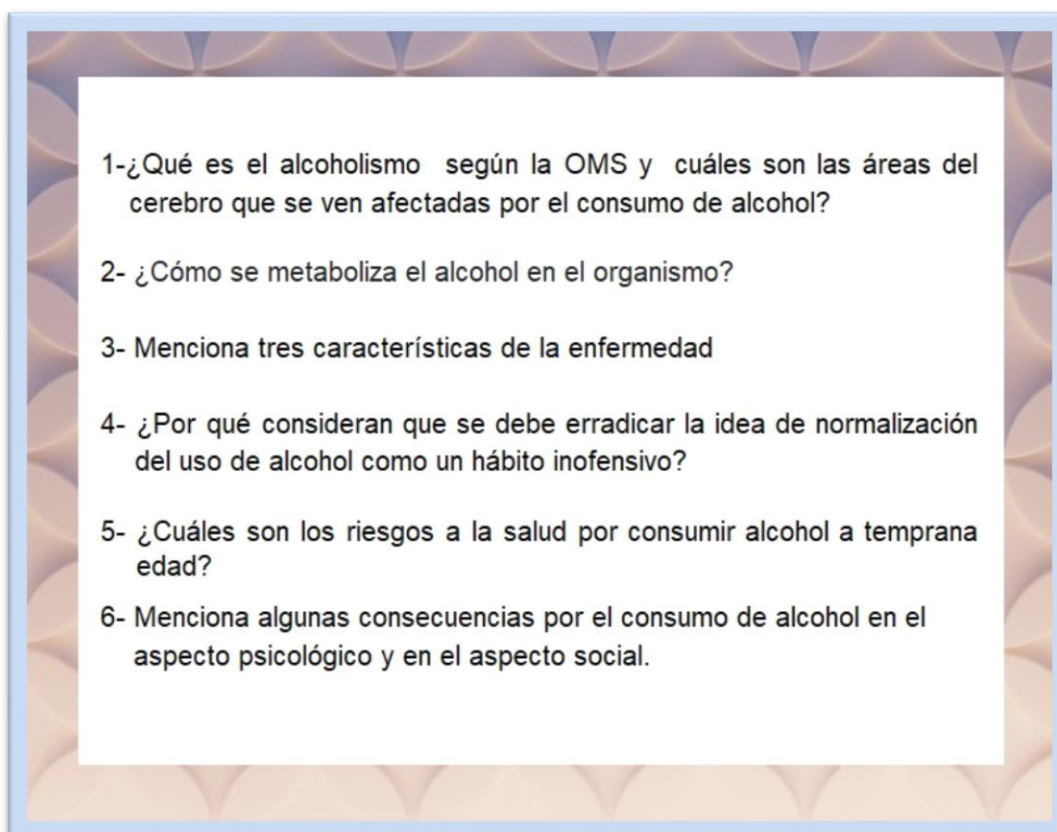 1-¿Qué es el alcoholismo según la OMS y cuáles son las áreas del
cerebro que se ven afectadas por el consumo de alcohol?
2- ¿Cómo se metaboliza el alcohol en el organismo?
3- Menciona tres características de la enfermedad
4- ¿Por qué consideran que se debe erradicar la idea de normalización
del uso de alcohol como un hábito inofensivo?
5- ¿Cuáles son los riesgos a la salud por consumir alcohol a temprana
edad?
6- Menciona algunas consecuencias por el consumo de alcohol en el
aspecto psicológico y en el aspecto social.